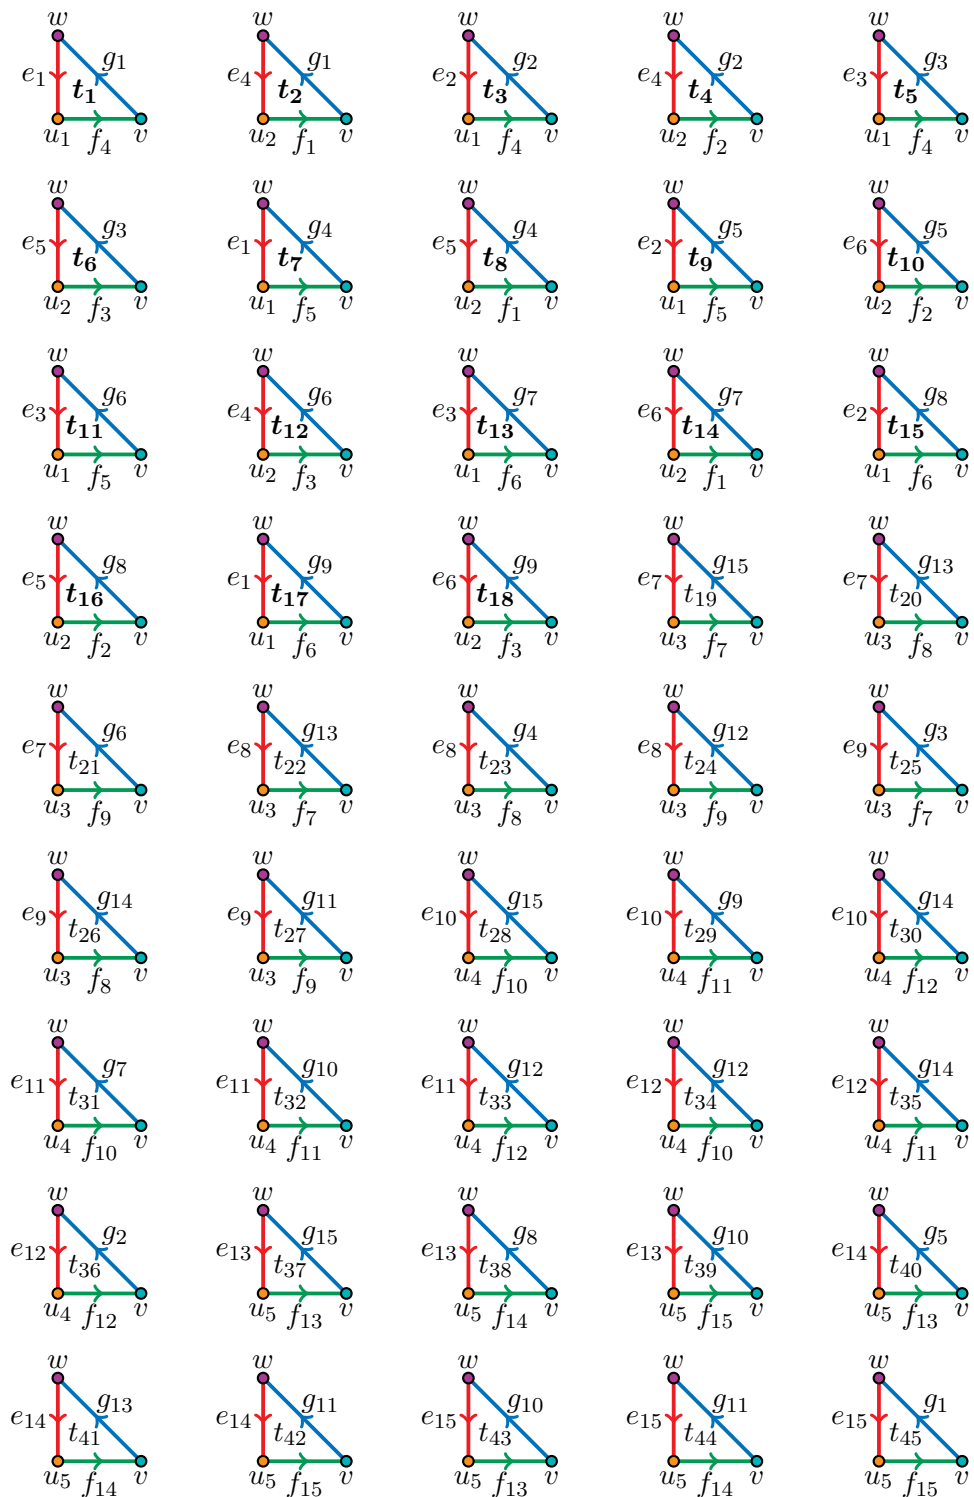 w w w w w
e₁ g₁ t₁ e₄ g₁ t₂ e₂ g₂ t₃ e₄ g₂ t₄ e₃ g₃ t₅
u₁ f₄ v u₂ f₁ v u₁ f₄ v u₂ f₂ v u₁ f₄ v
w w w w w
e₅ g₃ t₆ e₁ g₄ t₇ e₅ g₄ t₈ e₂ g₅ t₉ e₆ g₅ t₁₀
u₂ f₃ v u₁ f₅ v u₂ f₁ v u₁ f₅ v u₂ f₂ v
w w w w w
e₃ g₆ t₁₁ e₄ g₆ t₁₂ e₃ g₇ t₁₃ e₆ g₇ t₁₄ e₂ g₈ t₁₅
u₁ f₅ v u₂ f₃ v u₁ f₆ v u₂ f₁ v u₁ f₆ v
w w w w w
e₅ g₈ t₁₆ e₁ g₉ t₁₇ e₆ g₉ t₁₈ e₇ g₁₅ t₁₉ e₇ g₁₃ t₂₀
u₂ f₂ v u₁ f₆ v u₂ f₃ v u₃ f₇ v u₃ f₈ v
w w w w w
e₇ g₆ t₂₁ e₈ g₁₃ t₂₂ e₈ g₄ t₂₃ e₈ g₁₂ t₂₄ e₉ g₃ t₂₅
u₃ f₉ v u₃ f₇ v u₃ f₈ v u₃ f₉ v u₃ f₇ v
w w w w w
e₉ g₁₄ t₂₆ e₉ g₁₁ t₂₇ e₁₀ g₁₅ t₂₈ e₁₀ g₉ t₂₉ e₁₀ g₁₄ t₃₀
u₃ f₈ v u₃ f₉ v u₄ f₁₀ v u₄ f₁₁ v u₄ f₁₂ v
w w w w w
e₁₁ g₇ t₃₁ e₁₁ g₁₀ t₃₂ e₁₁ g₁₂ t₃₃ e₁₂ g₁₂ t₃₄ e₁₂ g₁₄ t₃₅
u₄ f₁₀ v u₄ f₁₁ v u₄ f₁₂ v u₄ f₁₀ v u₄ f₁₁ v
w w w w w
e₁₂ g₂ t₃₆ e₁₃ g₁₅ t₃₇ e₁₃ g₈ t₃₈ e₁₃ g₁₀ t₃₉ e₁₄ g₅ t₄₀
u₄ f₁₂ v u₅ f₁₃ v u₅ f₁₄ v u₅ f₁₅ v u₅ f₁₃ v
w w w w w
e₁₄ g₁₃ t₄₁ e₁₄ g₁₁ t₄₂ e₁₅ g₁₀ t₄₃ e₁₅ g₁₁ t₄₄ e₁₅ g₁ t₄₅
u₅ f₁₄ v u₅ f₁₅ v u₅ f₁₃ v u₅ f₁₄ v u₅ f₁₅ v